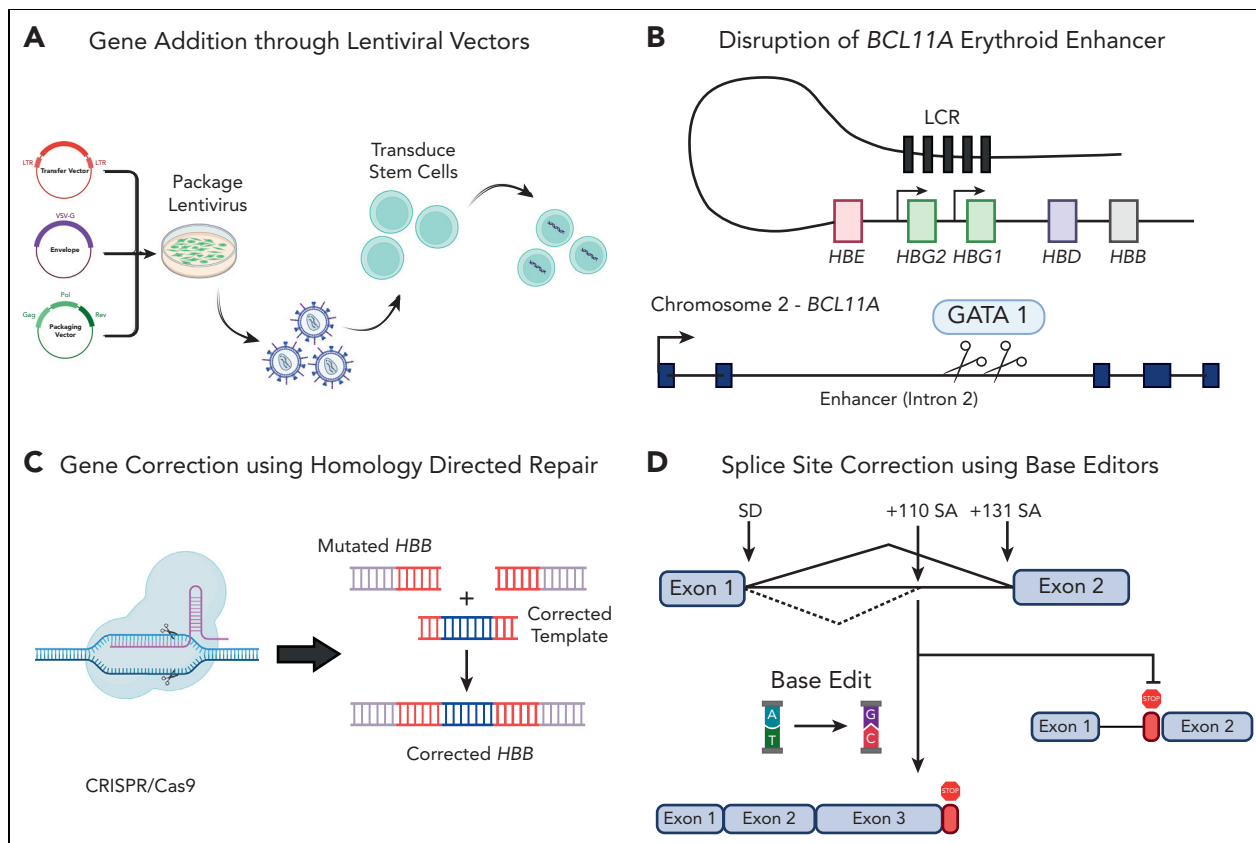 A Gene Addition through Lentiviral Vectors
LTR
LTR
Transfer Vector
VSV-G
Envelope
Pol
Gag
Rev
Packaging
Vector
Package
Lentivirus
Transduce
Stem Cells
B Disruption of BCL11A Erythroid Enhancer
LCR
HBE
HBG2
HBG1
HBD
HBB
Chromosome 2 - BCL11A
GATA 1
Enhancer (Intron 2)
C Gene Correction using Homology Directed Repair
CRISPR/Cas9
Mutated HBB
+
Corrected
Template
Corrected HBB
D Splice Site Correction using Base Editors
SD
+110 SA
+131 SA
Exon 1
Exon 2
Base Edit
A
T
G
C
STOP
Exon 1
Exon 2
STOP
Exon 1
Exon 2
Exon 3